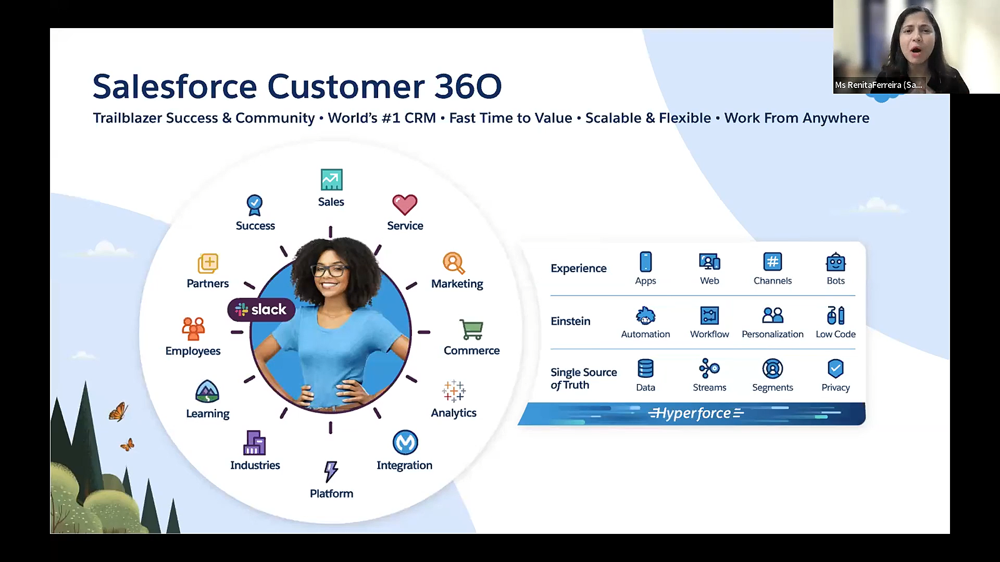 Salesforce Customer 360
Trailblazer Success & Community • World's #1 CRM • Fast Time to Value • Scalable & Flexible • Work From Anywhere
Ms RenitaFerreira (Sa...
Sales
Success
Service
Partners
Marketing
slack
Employees
Commerce
Learning
Analytics
Industries
Integration
Platform
Experience
Apps
Web
Channels
Bots
Einstein
Automation
Workflow
Personalization
Low Code
Single Source
of Truth
Data
Streams
Segments
Privacy
Hyperforce